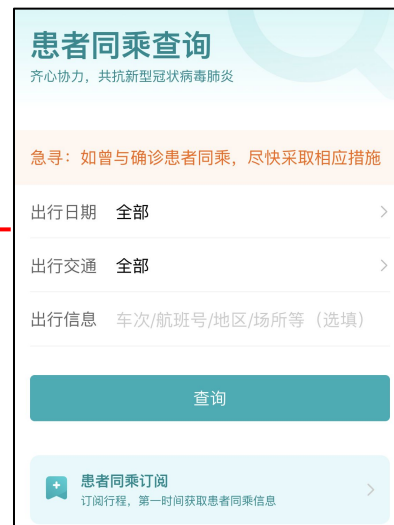 患者同乘查询
齐心协力，共抗新型冠状病毒肺炎
急寻：如曾与确诊患者同乘，尽快采取相应措施
出行日期 全部
出行交通 全部
出行信息 车次/航班号/地区/场所等（选填）
查询
患者同乘订阅
订阅行程，第一时间获取患者同乘信息